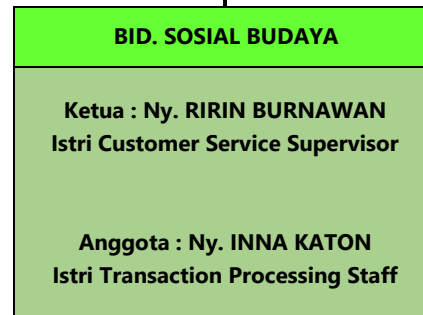 BID. SOSIAL BUDAYA
Ketua : Ny. RIRIN BURNAWAN
Istri Customer Service Supervisor
Anggota : Ny. INNA KATON
Istri Transaction Processing Staff